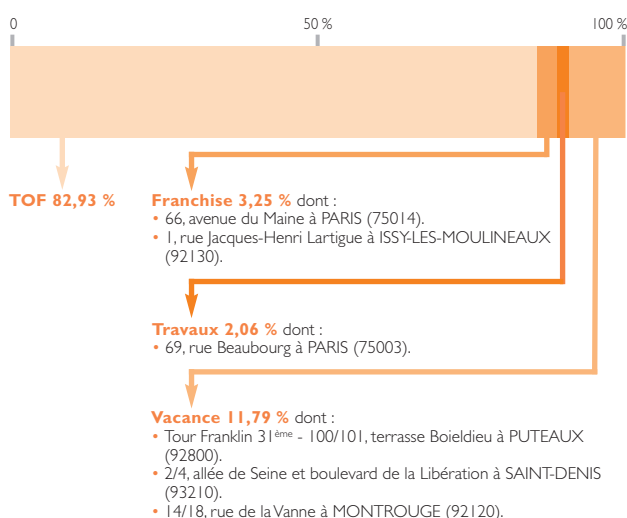 0 50 % 100 %
TOF 82,93 %
Franchise 3,25 % dont :
• 66, avenue du Maine à PARIS (75014).
• 1, rue Jacques-Henri Lartigue à ISSY-LES-MOULINEAUX
(92130).
Travaux 2,06 % dont :
• 69, rue Beaubourg à PARIS (75003).
Vacance 11,79 % dont :
• Tour Franklin 31ème - 100/101, terrasse Boieldieu à PUTEAUX
(92800).
• 2/4, allée de Seine et boulevard de la Libération à SAINT-DENIS
(93210).
• 14/18, rue de la Vanne à MONTROUGE (92120).